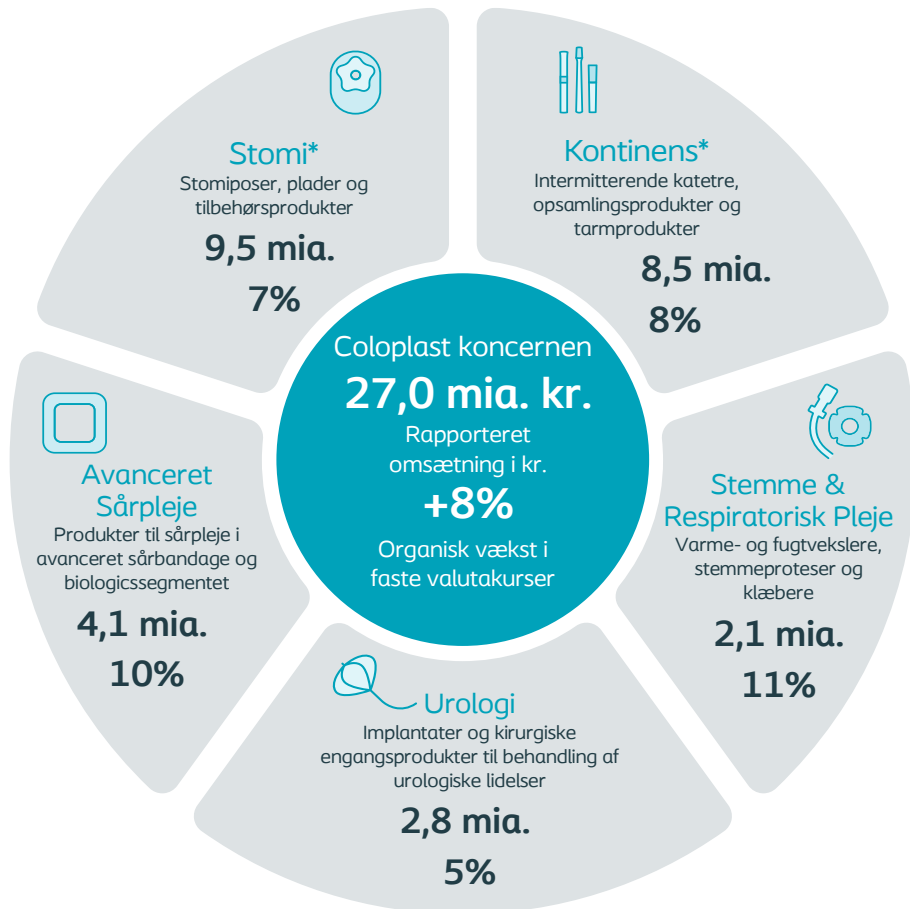 Stomi*
Stomiposer, plader og
tilbehørsprodukter
9,5 mia.
7%
Kontinens*
Intermitterende katetre,
opsamlingsprodukter og
tarmprodukter
8,5 mia.
8%
Coloplast koncernen
27,0 mia. kr.
Rapporteret
omsætning i kr.
+8%
Organisk vækst i
faste valutakurser
Avanceret
Sårpleje
Produkter til sårpleje i
avanceret sårbandage og
biologicssegmentet
4,1 mia.
10%
Stemme &
Respiratorisk Pleje
Varme- og fugtvekslere,
stemmeproteser og
klæbere
2,1 mia.
11%
Urologi
Implantater og kirurgiske
engangsprodukter til behandling af
urologiske lidelser
2,8 mia.
5%